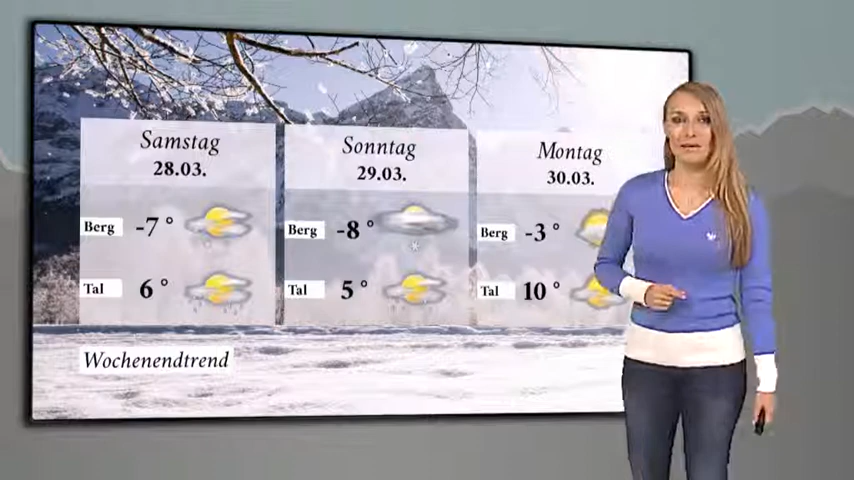 Samstag
28.03.
Berg -7 °
Tal 6 °
Sonntag
29.03.
Berg -8 °
Tal 5 °
Montag
30.03.
Berg -3 °
Tal 10 °
Wochenendtrend